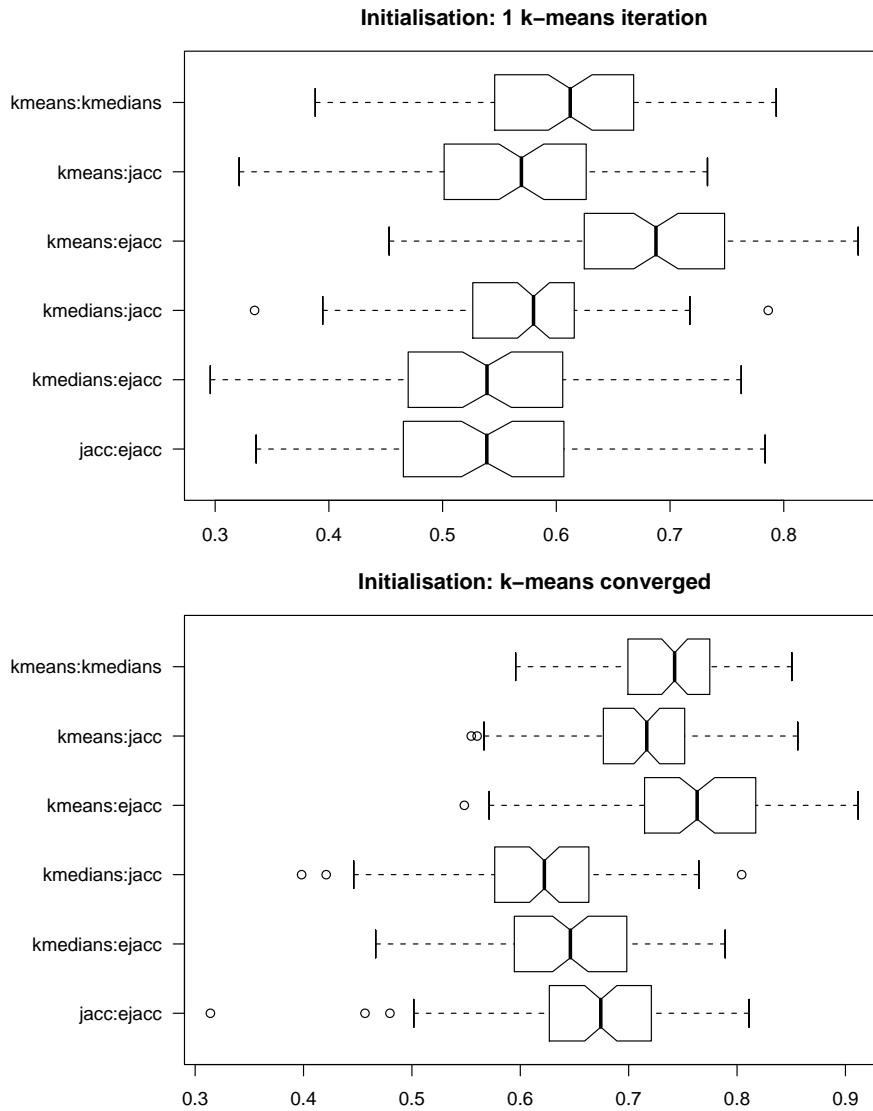 Initialisation: 1 k−means iteration
kmeans:kmedians
kmeans:jacc
kmeans:ejacc
kmedians:jacc
kmedians:ejacc
jacc:ejacc
0.3 0.4 0.5 0.6 0.7 0.8
Initialisation: k−means converged
kmeans:kmedians
kmeans:jacc
kmeans:ejacc
kmedians:jacc
kmedians:ejacc
jacc:ejacc
0.3 0.4 0.5 0.6 0.7 0.8 0.9